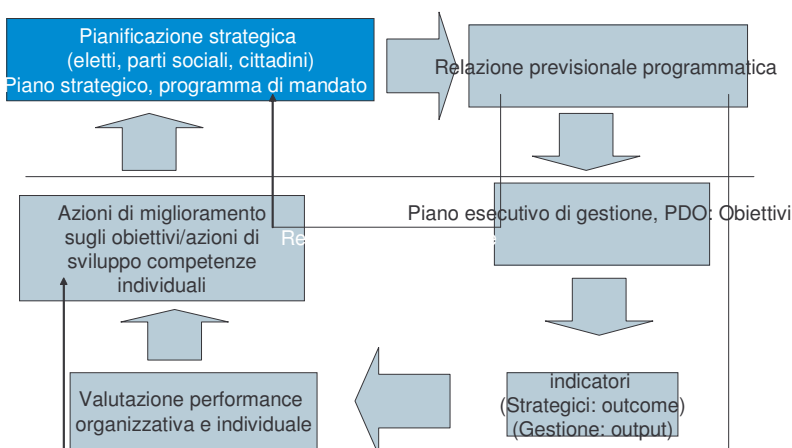 Pianificazione strategica
(eletti, parti sociali, cittadini)
Piano strategico, programma di mandato
Relazione previsionale programmatica
Azioni di miglioramento
sugli obiettivi/azioni di
sviluppo competenze
individuali
Piano esecutivo di gestione, PDO: Obiettivi
indicatori
(Strategici: outcome)
(Gestione: output)
Valutazione performance
organizzativa e individuale